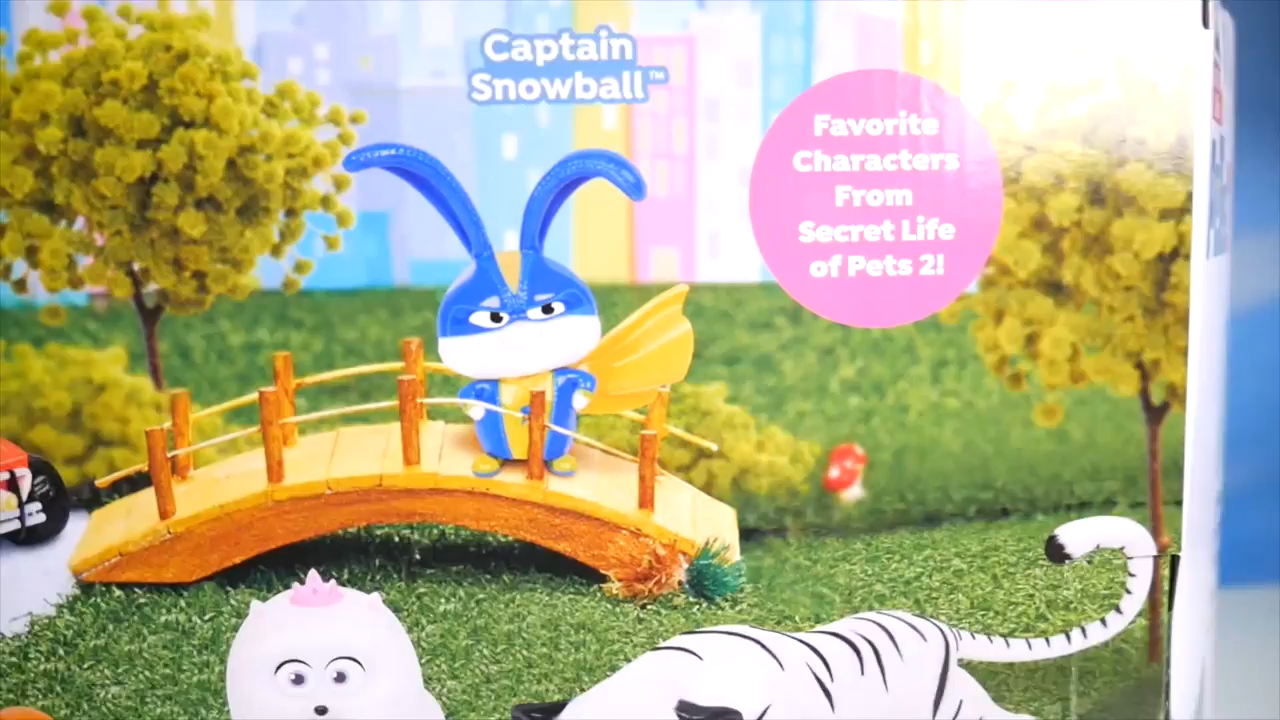 Captain
Snowball™
Favorite
Characters
From
Secret Life
of Pets 2!